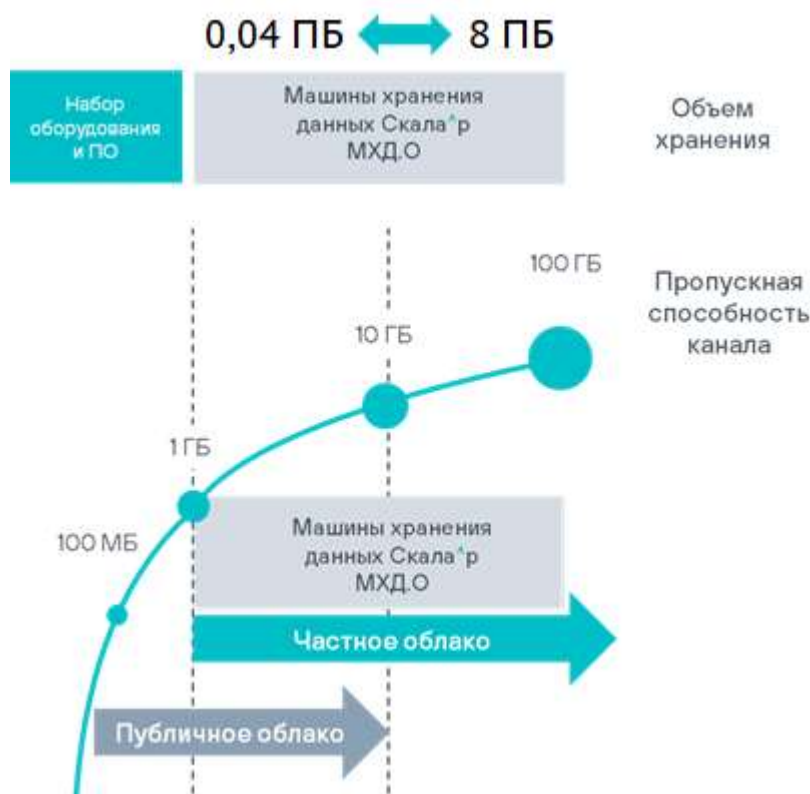 0,04 ПБ 8 ПБ
Набор
оборудования
и ПО
Машины хранения
данных Скала^р
МХД.О
Объем
хранения
100 ГБ
Пропускная
способность
канала
10 ГБ
1 ГБ
100 МБ
Машины хранения
данных Скала^р
МХД.О
Частное облако
Публичное облако